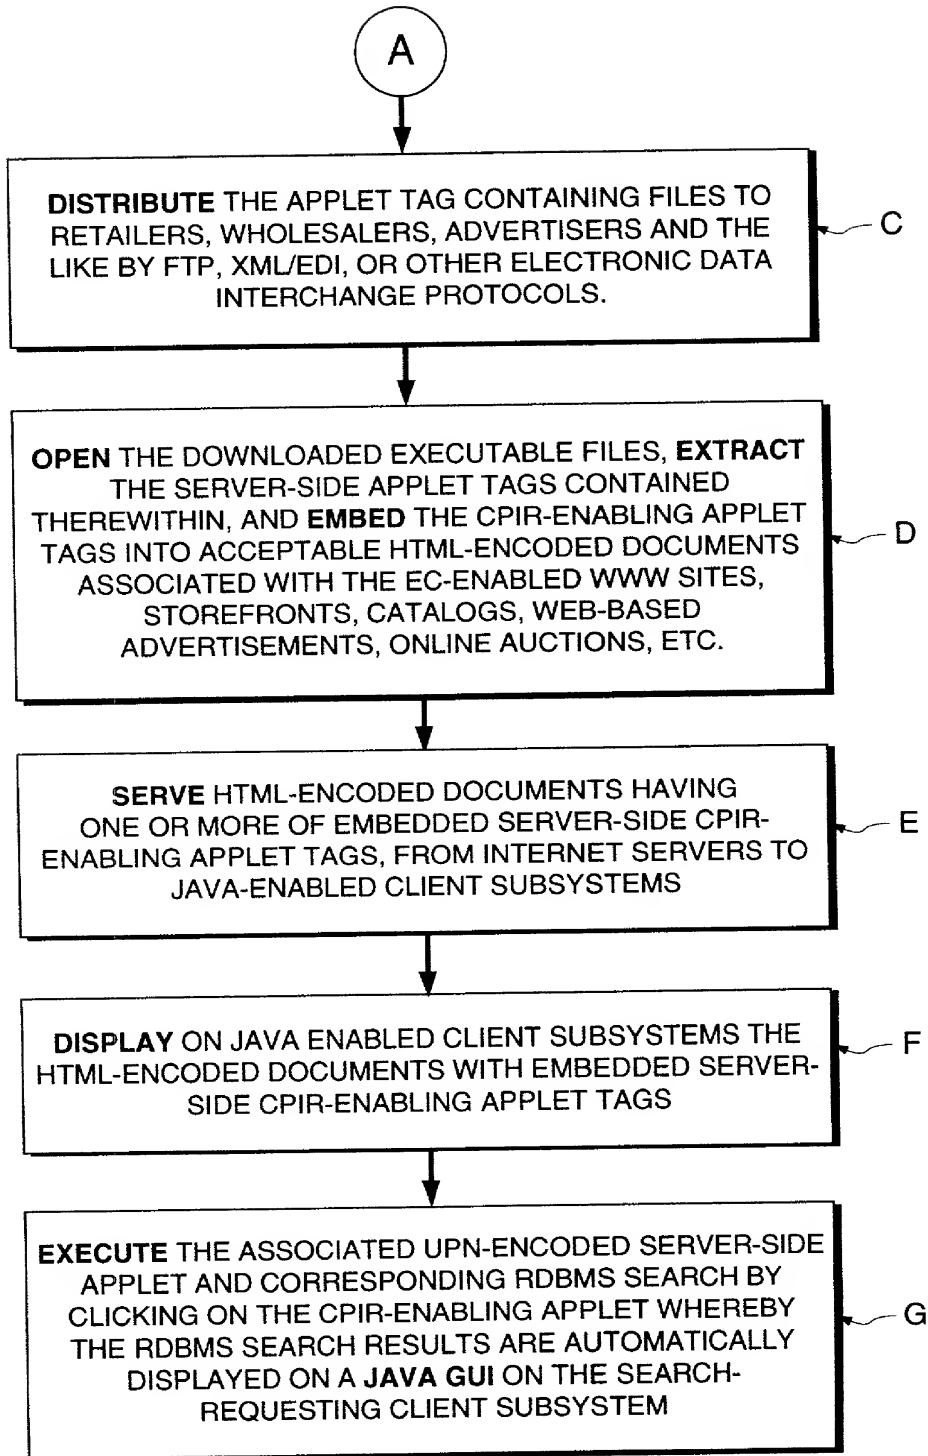 A
DISTRIBUTE THE APPLET TAG CONTAINING FILES TO
RETAILERS, WHOLESALERS, ADVERTISERS AND THE
LIKE BY FTP, XML/EDI, OR OTHER ELECTRONIC DATA
INTERCHANGE PROTOCOLS.
C
OPEN THE DOWNLOADED EXECUTABLE FILES, EXTRACT
THE SERVER-SIDE APPLET TAGS CONTAINED
THEREWITHIN, AND EMBED THE CPIR-ENABLING APPLET
TAGS INTO ACCEPTABLE HTML-ENCODED DOCUMENTS
ASSOCIATED WITH THE EC-ENABLED WWW SITES,
STOREFRONTS, CATALOGS, WEB-BASED
ADVERTISEMENTS, ONLINE AUCTIONS, ETC.
D
SERVE HTML-ENCODED DOCUMENTS HAVING
ONE OR MORE OF EMBEDDED SERVER-SIDE CPIR-
ENABLING APPLET TAGS, FROM INTERNET SERVERS TO
JAVA-ENABLED CLIENT SUBSYSTEMS
E
DISPLAY ON JAVA ENABLED CLIENT SUBSYSTEMS THE
HTML-ENCODED DOCUMENTS WITH EMBEDDED SERVER-
SIDE CPIR-ENABLING APPLET TAGS
F
EXECUTE THE ASSOCIATED UPN-ENCODED SERVER-SIDE
APPLET AND CORRESPONDING RDBMS SEARCH BY
CLICKING ON THE CPIR-ENABLING APPLET WHEREBY
THE RDBMS SEARCH RESULTS ARE AUTOMATICALLY
DISPLAYED ON A JAVA GUI ON THE SEARCH-
REQUESTING CLIENT SUBSYSTEM
G